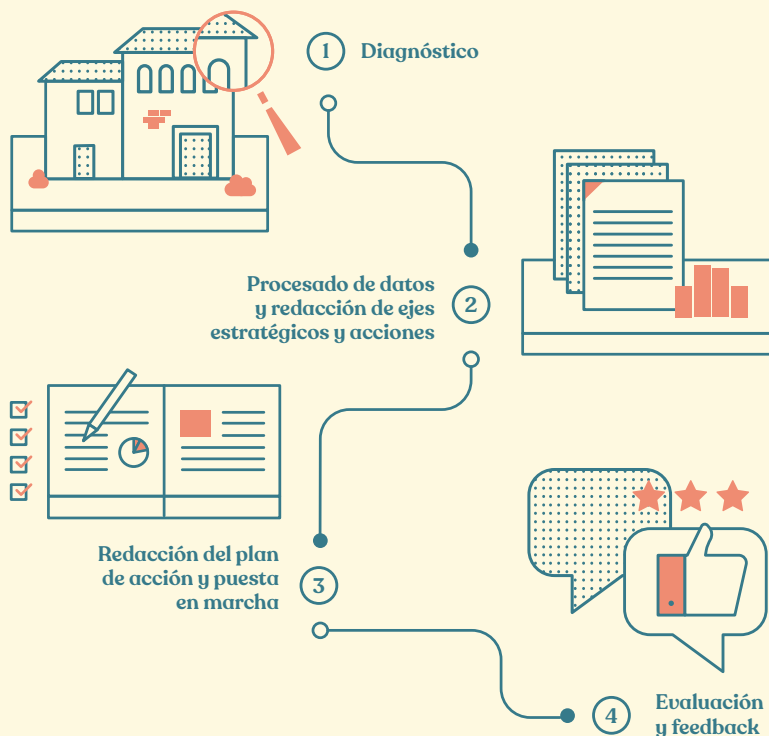 1 Diagnóstico
Procesado de datos
y redacción de ejes
estratégicos y acciones
2
Redacción del plan
de acción y puesta
en marcha
3
4
Evaluación
y feedback